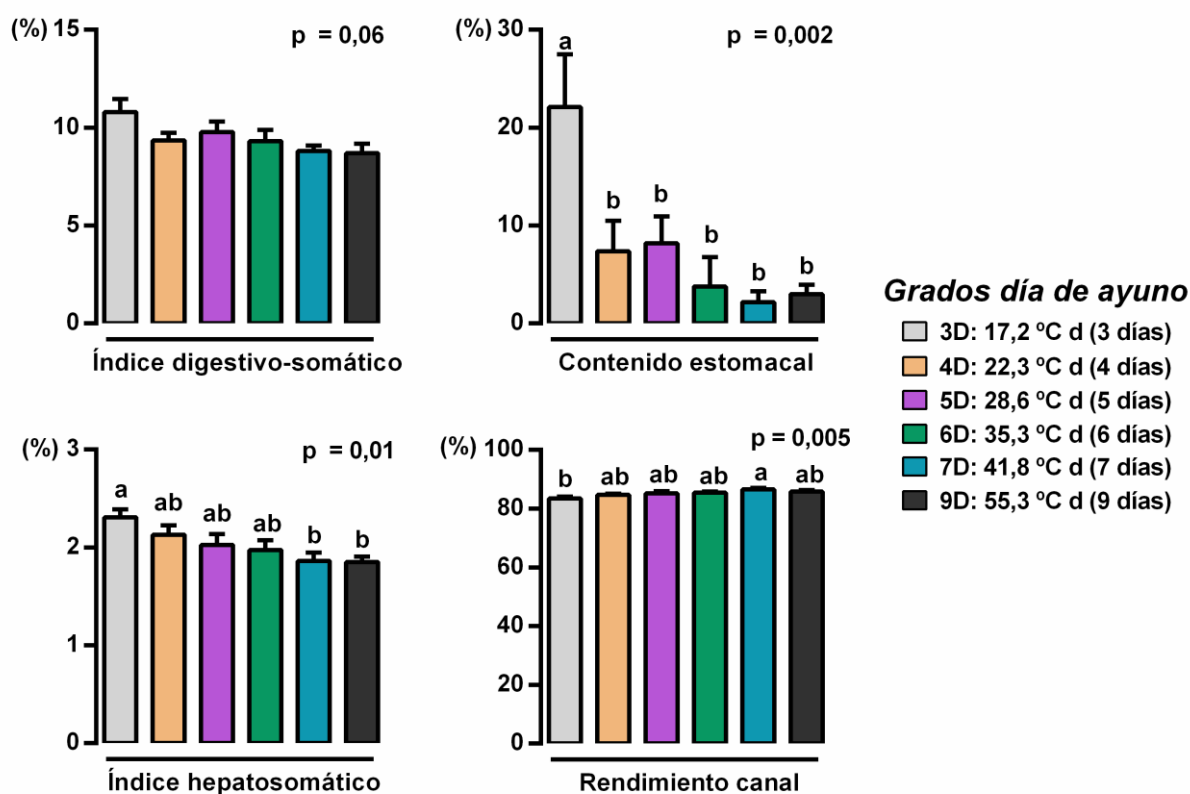 (%)
p = 0,06
15
10
5
0
Índice digestivo-somático
(%)
p = 0,002
30
20
10
0
a
b
b
b
b
b
Contenido estomacal
(%)
p = 0,01
3
2
1
0
a
ab
ab
ab
b
b
Índice hepatosomático
(%)
p = 0,005
100
80
60
40
20
0
b
ab
ab
ab
a
ab
Rendimiento canal
Grados día de ayuno
3D: 17,2 ºC d (3 días)
4D: 22,3 ºC d (4 días)
5D: 28,6 ºC d (5 días)
6D: 35,3 ºC d (6 días)
7D: 41,8 ºC d (7 días)
9D: 55,3 ºC d (9 días)